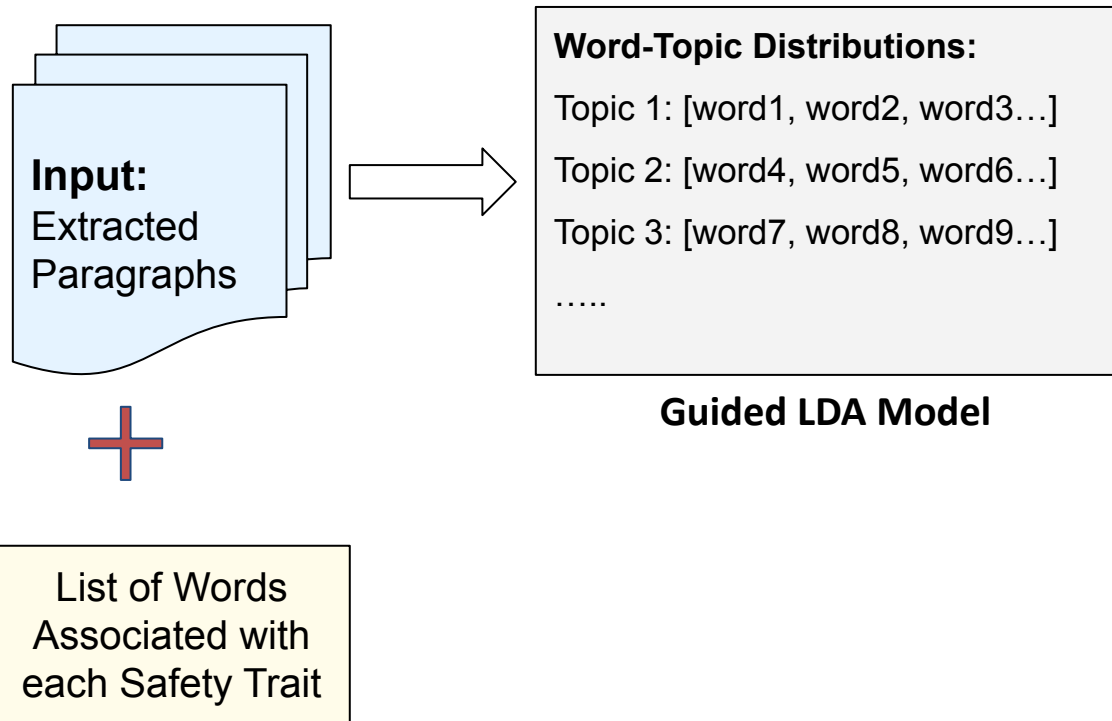 Input:
Extracted
Paragraphs
Word-Topic Distributions:
Topic 1: [word1, word2, word3…]
Topic 2: [word4, word5, word6…]
Topic 3: [word7, word8, word9…]
…..
Guided LDA Model
List of Words
Associated with
each Safety Trait